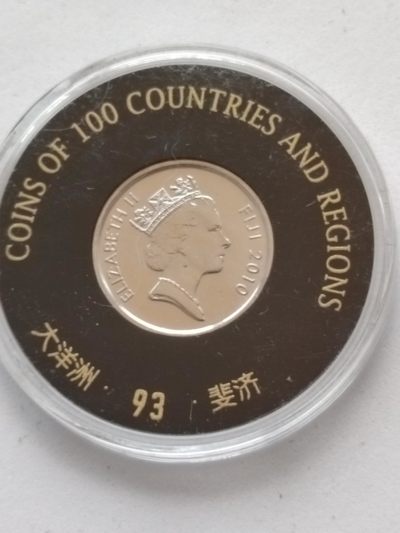 COINS OF 100 COUNTRIES AND REGIONS
ELIZABETH II
FIJI 2010
大洋洲 · 93 · 斐济